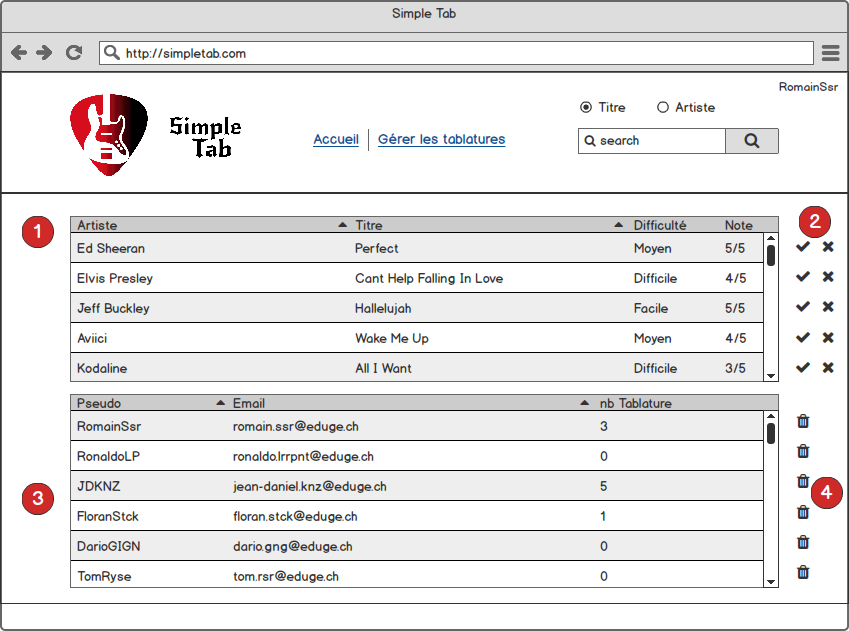 Simple Tab
http://simpletab.com
RomainSsr
Titre Artiste
Simple
Tab
Accueil Gérer les tablatures
search
1
2
Artiste Titre Difficulté Note
Ed Sheeran Perfect Moyen 5/5
Elvis Presley Cant Help Falling In Love Difficile 4/5
Jeff Buckley Hallelujah Facile 5/5
Aviici Wake Me Up Moyen 4/5
Kodaline All I Want Difficile 3/5
Pseudo Email nb Tablature
RomainSsr romain.ssr@eduge.ch 3
RonaldoLP ronaldo.lrrpnt@eduge.ch 0
JDKNZ jean-daniel.knz@eduge.ch 5
3
4
FloranStck floran.stck@eduge.ch 1
DarioGIGN dario.gng@eduge.ch 0
TomRyse tom.rsr@eduge.ch 0